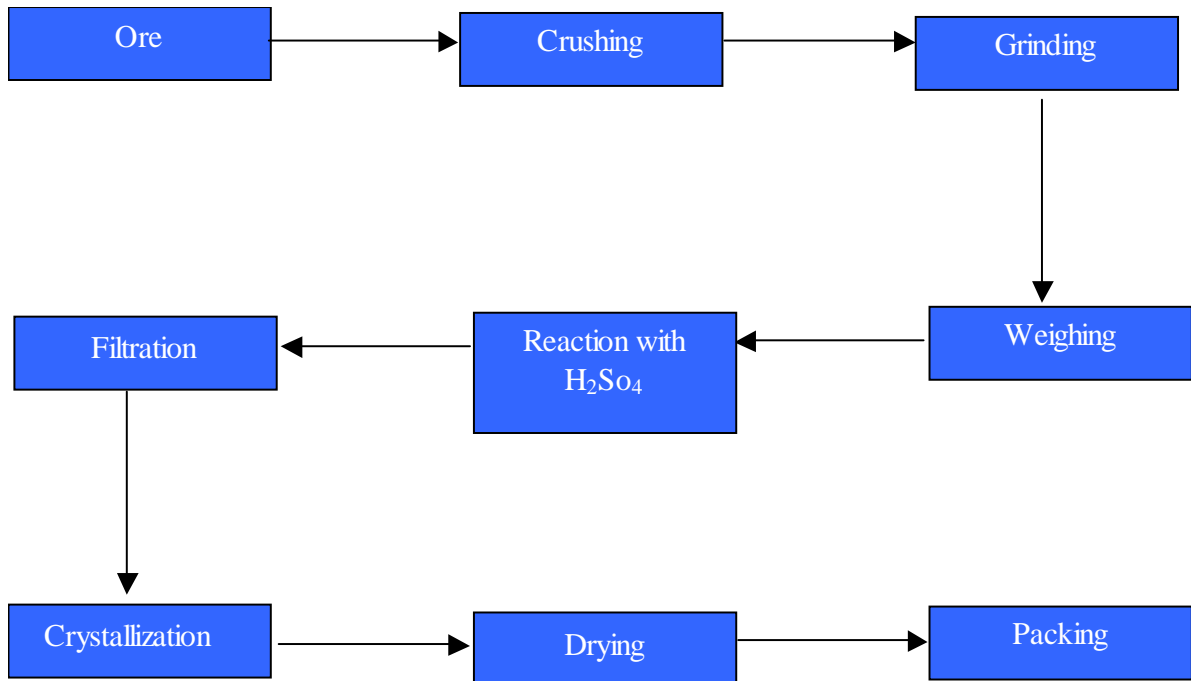 Ore
Crushing
Grinding
Weighing
Reaction with
H₂So₄
Filtration
Crystallization
Drying
Packing